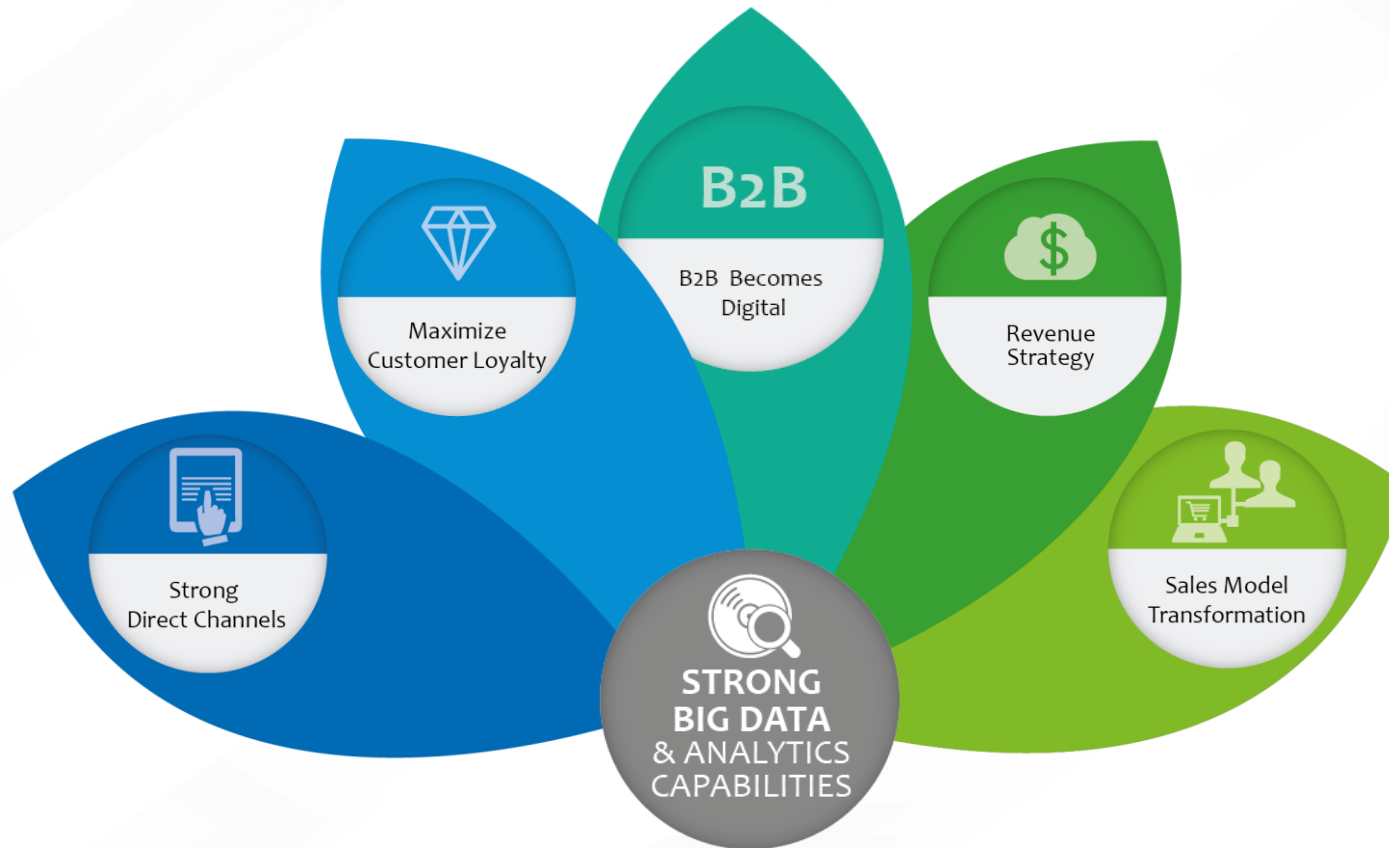 B2B
B2B Becomes
Digital
Maximize
Customer Loyalty
Revenue
Strategy
Strong
Direct Channels
Sales Model
Transformation
STRONG
BIG DATA
& ANALYTICS
CAPABILITIES
$